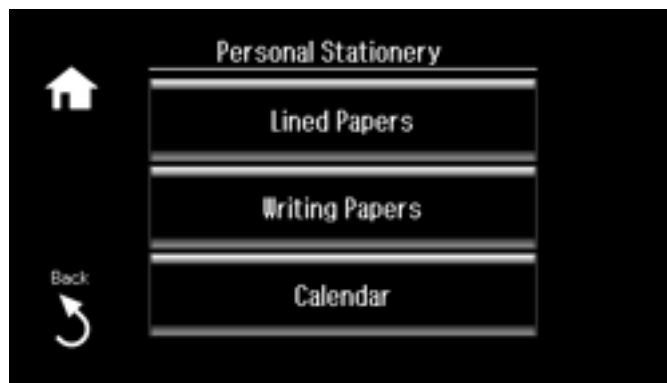 Personal Stationery
Lined Papers
Writing Papers
Calendar
Back